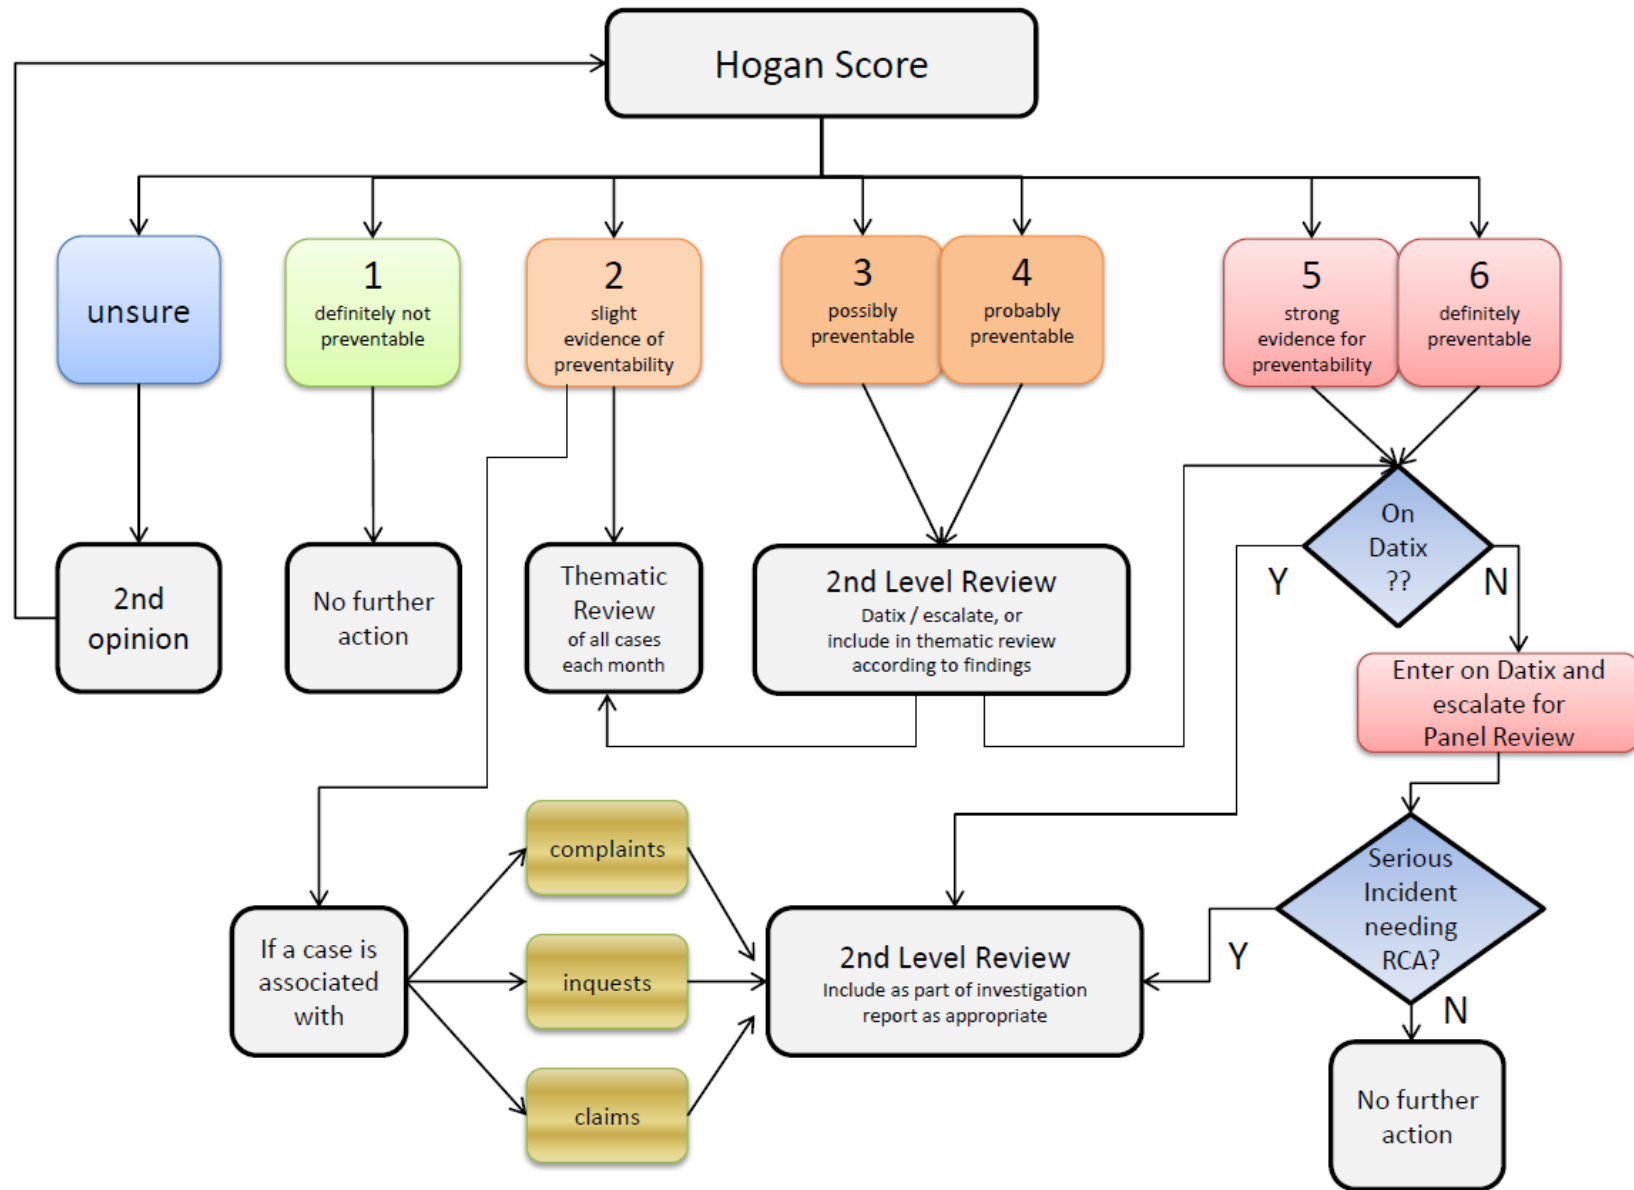 Hogan Score
unsure
1
definitely not
preventable
2
slight
evidence of
preventability
3
possibly
preventable
4
probably
preventable
5
strong
evidence for
preventability
6
definitely
preventable
2nd
opinion
No further
action
Thematic
Review
of all cases
each month
2nd Level Review
Datix / escalate, or
include in thematic review
according to findings
On
Datix
??
Y
N
Enter on Datix and
escalate for
Panel Review
Serious
Incident
needing
RCA?
Y
N
If a case is
associated
with
complaints
inquests
claims
2nd Level Review
Include as part of investigation
report as appropriate
No further
action